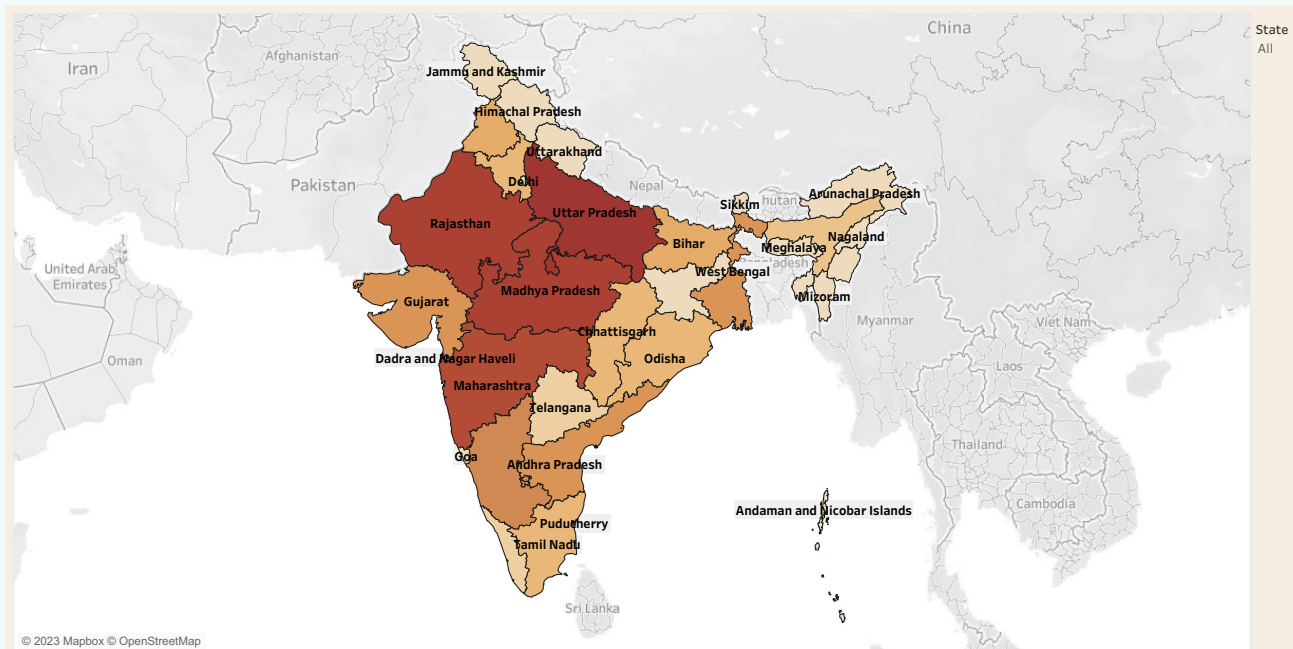 China
State
All
Afghanistan
Iran
Jammu and Kashmir
Himachal Pradesh
Uttarakhand
Pakistan
Delhi
Nepal
Arunachal Pradesh
Sikkim
hutan
Rajasthan
Uttar Pradesh
Bihar
Nagaland
Meghalaya
Bangladesh
United Arab
Emirates
West Bengal
Madhya Pradesh
Gujarat
Mizoram
Myanmar
Viet Nam
Chhattisgarh
Dadra and Nagar Haveli
Odisha
Oman
Laos
Maharashtra
Telangana
Thailand
Goa
Andhra Pradesh
Cambodia
Andaman and Nicobar Islands
Puducherry
Tamil Nadu
Sri Lanka
© 2023 Mapbox © OpenStreetMap